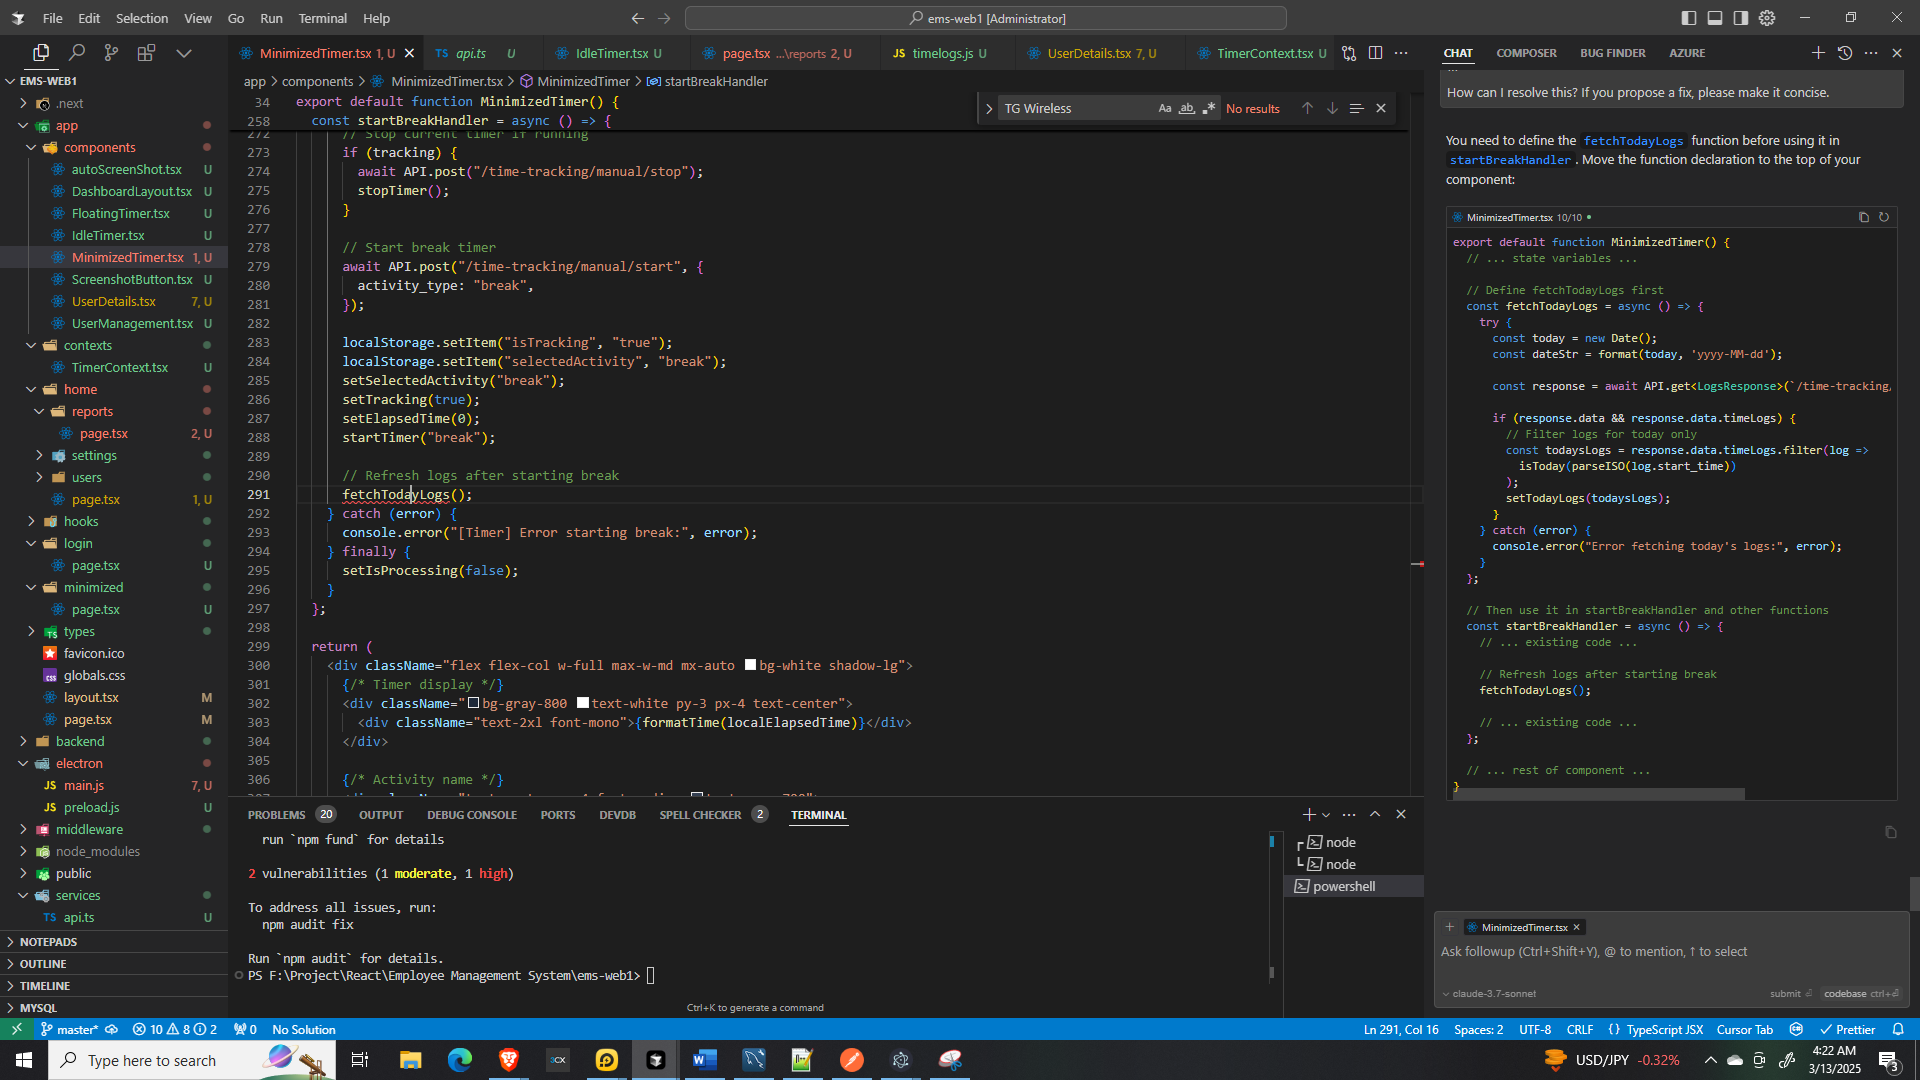 File Edit Selection View Go Run Terminal Help
ems-web1 [Administrator]
MinimizedTimer.tsx 1, U
TS api.ts U
IdleTimer.tsx U
page.tsx ...\reports 2, U
JS timelogs.js U
UserDetails.tsx 7, U
TimerContext.tsx U
CHAT COMPOSER BUG FINDER AZURE
EMS-WEB1
.next
app
components
autoScreenShot.tsx U
DashboardLayout.tsx U
FloatingTimer.tsx U
IdleTimer.tsx U
MinimizedTimer.tsx 1, U
ScreenshotButton.tsx U
UserDetails.tsx 7, U
UserManagement.tsx U
contexts
TimerContext.tsx U
home
reports
page.tsx 2, U
settings
users
page.tsx 1, U
hooks
login
page.tsx U
minimized
page.tsx U
types
favicon.ico
globals.css
layout.tsx M
page.tsx M
backend
electron
JS main.js 7, U
JS preload.js U
middleware
node_modules
public
services
TS api.ts U
NOTEPADS
OUTLINE
TIMELINE
MYSQL
app > components > MinimizedTimer.tsx > MinimizedTimer > startBreakHandler
TG Wireless
Aa ab No results
34 export default function MinimizedTimer() {
258 const startBreakHandler = async () => {
272 // Stop current timer if running
273 if (tracking) {
274 await API.post("/time-tracking/manual/stop");
275 stopTimer();
276 }
277
278 // Start break timer
279 await API.post("/time-tracking/manual/start", {
280 activity_type: "break",
281 });
282
283 localStorage.setItem("isTracking", "true");
284 localStorage.setItem("selectedActivity", "break");
285 setSelectedActivity("break");
286 setTracking(true);
287 setElapsedTime(0);
288 startTimer("break");
289
290 // Refresh logs after starting break
291 fetchTodayLogs();
292 } catch (error) {
293 console.error("[Timer] Error starting break:", error);
294 } finally {
295 setIsProcessing(false);
296 }
297 };
298
299 return (
300 <div className="flex flex-col w-full max-w-md mx-auto bg-white shadow-lg">
301 {/* Timer display */}
302 <div className="bg-gray-800 text-white py-3 px-4 text-center">
303 <div className="text-2xl font-mono">{formatTime(localElapsedTime)}</div>
304 </div>
305
306 {/* Activity name */}
PROBLEMS 20 OUTPUT DEBUG CONSOLE PORTS DEVDB SPELL CHECKER 2 TERMINAL
run `npm fund` for details
2 vulnerabilities (1 moderate, 1 high)
To address all issues, run:
npm audit fix
Run `npm audit` for details.
PS F:\Project\React\Employee Management System\ems-web1>
Ctrl+K to generate a command
node
node
powershell
How can I resolve this? If you propose a fix, please make it concise.
You need to define the fetchTodayLogs function before using it in
startBreakHandler . Move the function declaration to the top of your
component:
MinimizedTimer.tsx 10/10
export default function MinimizedTimer() {
// ... state variables ...
// Define fetchTodayLogs first
const fetchTodayLogs = async () => {
try {
const today = new Date();
const dateStr = format(today, 'yyyy-MM-dd');
const response = await API.get<LogsResponse>(`/time-tracking/
if (response.data && response.data.timeLogs) {
// Filter logs for today only
const todaysLogs = response.data.timeLogs.filter(log =>
isToday(parseISO(log.start_time))
);
setTodayLogs(todaysLogs);
}
} catch (error) {
console.error("Error fetching today's logs:", error);
}
};
// Then use it in startBreakHandler and other functions
const startBreakHandler = async () => {
// ... existing code ...
// Refresh logs after starting break
fetchTodayLogs();
// ... existing code ...
};
// ... rest of component ...
}
MinimizedTimer.tsx
Ask followup (Ctrl+Shift+Y), @ to mention, ↑ to select
claude-3.7-sonnet
submit codebase ctrl+
master* 10 8 2 0 No Solution
Ln 291, Col 16 Spaces: 2 UTF-8 CRLF {} TypeScript JSX Cursor Tab Prettier
Type here to search
USD/JPY -0.32%
4:22 AM
3/13/2025
3